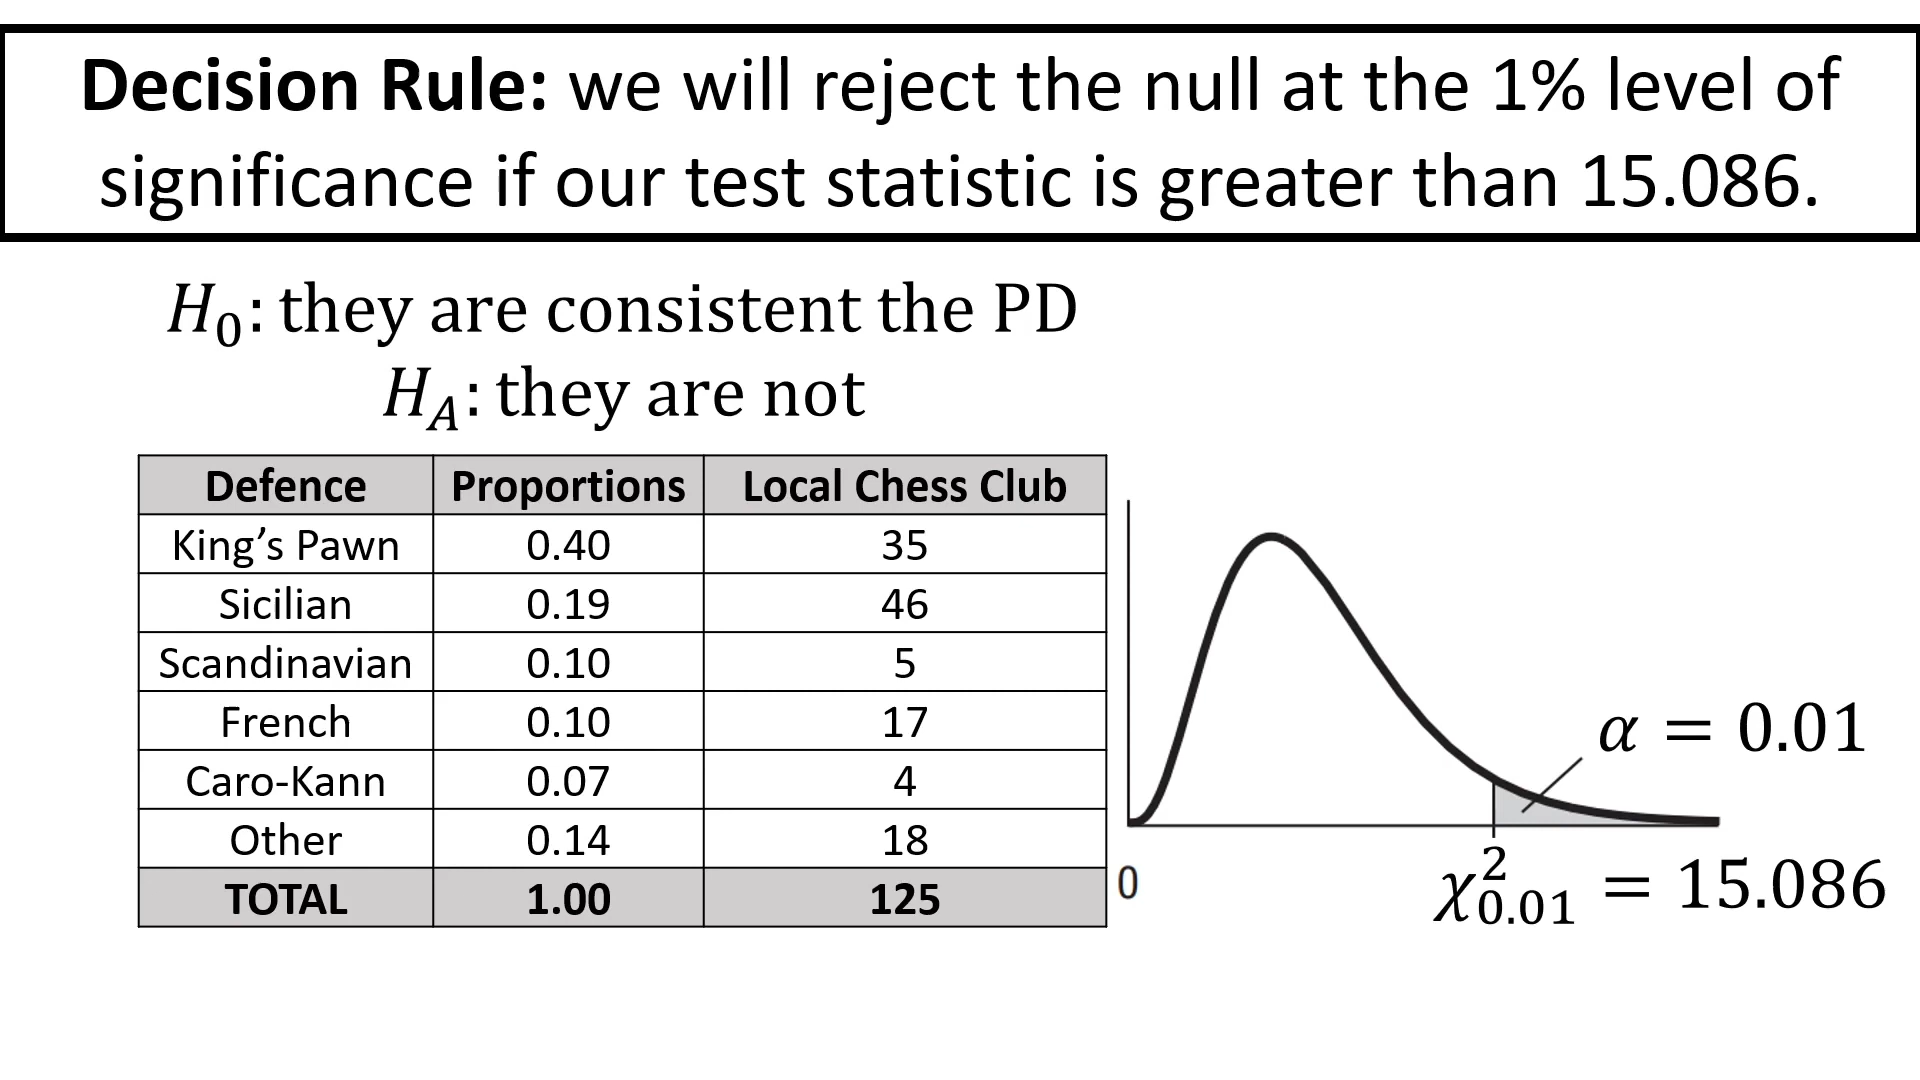 Decision Rule: we will reject the null at the 1% level of
significance if our test statistic is greater than 15.086.
H₀: they are consistent the PD
H_A: they are not
Defence Proportions Local Chess Club
King’s Pawn 0.40 35
Sicilian 0.19 46
Scandinavian 0.10 5
French 0.10 17
Caro-Kann 0.07 4
Other 0.14 18
TOTAL 1.00 125
α = 0.01
0
χ²₀.₀₁ = 15.086